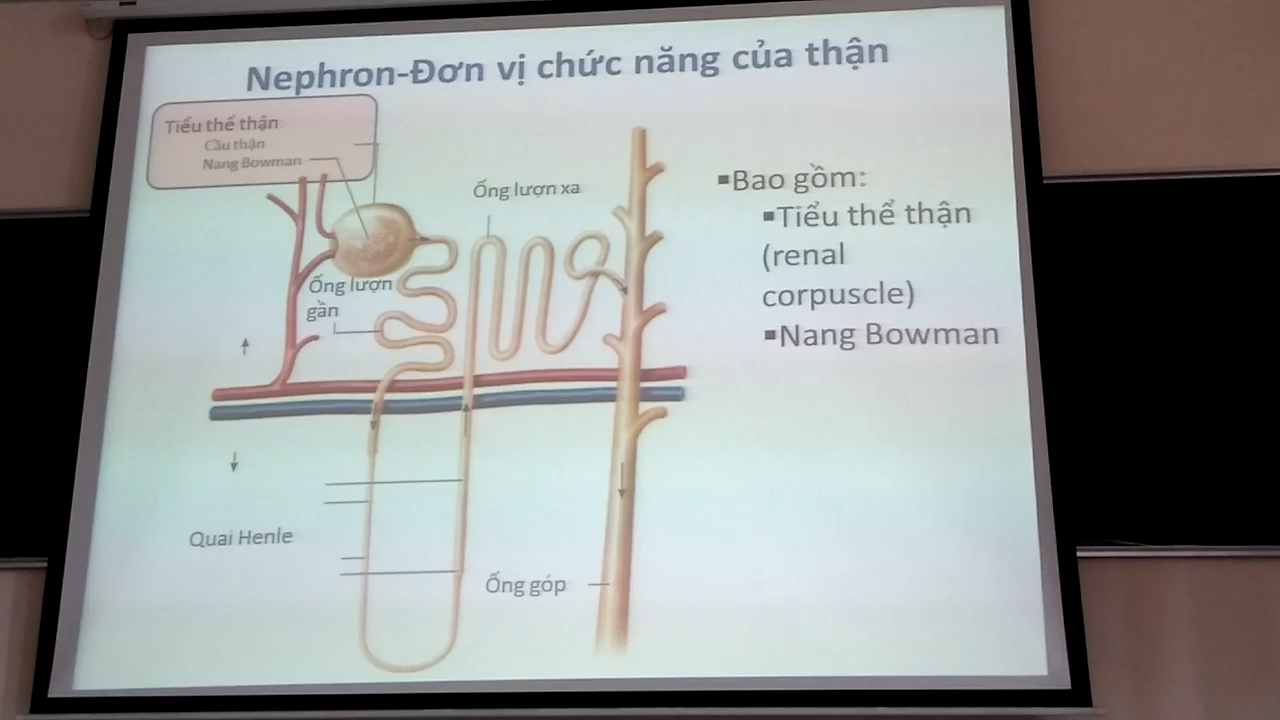 Nephron-Đơn vị chức năng của thận
Tiểu thể thận
Cầu thận
Nang Bowman
Ống lượn xa
Ống lượn
gần
Quai Henle
Ống góp
▪Bao gồm:
▪Tiểu thể thận
(renal
corpuscle)
▪Nang Bowman